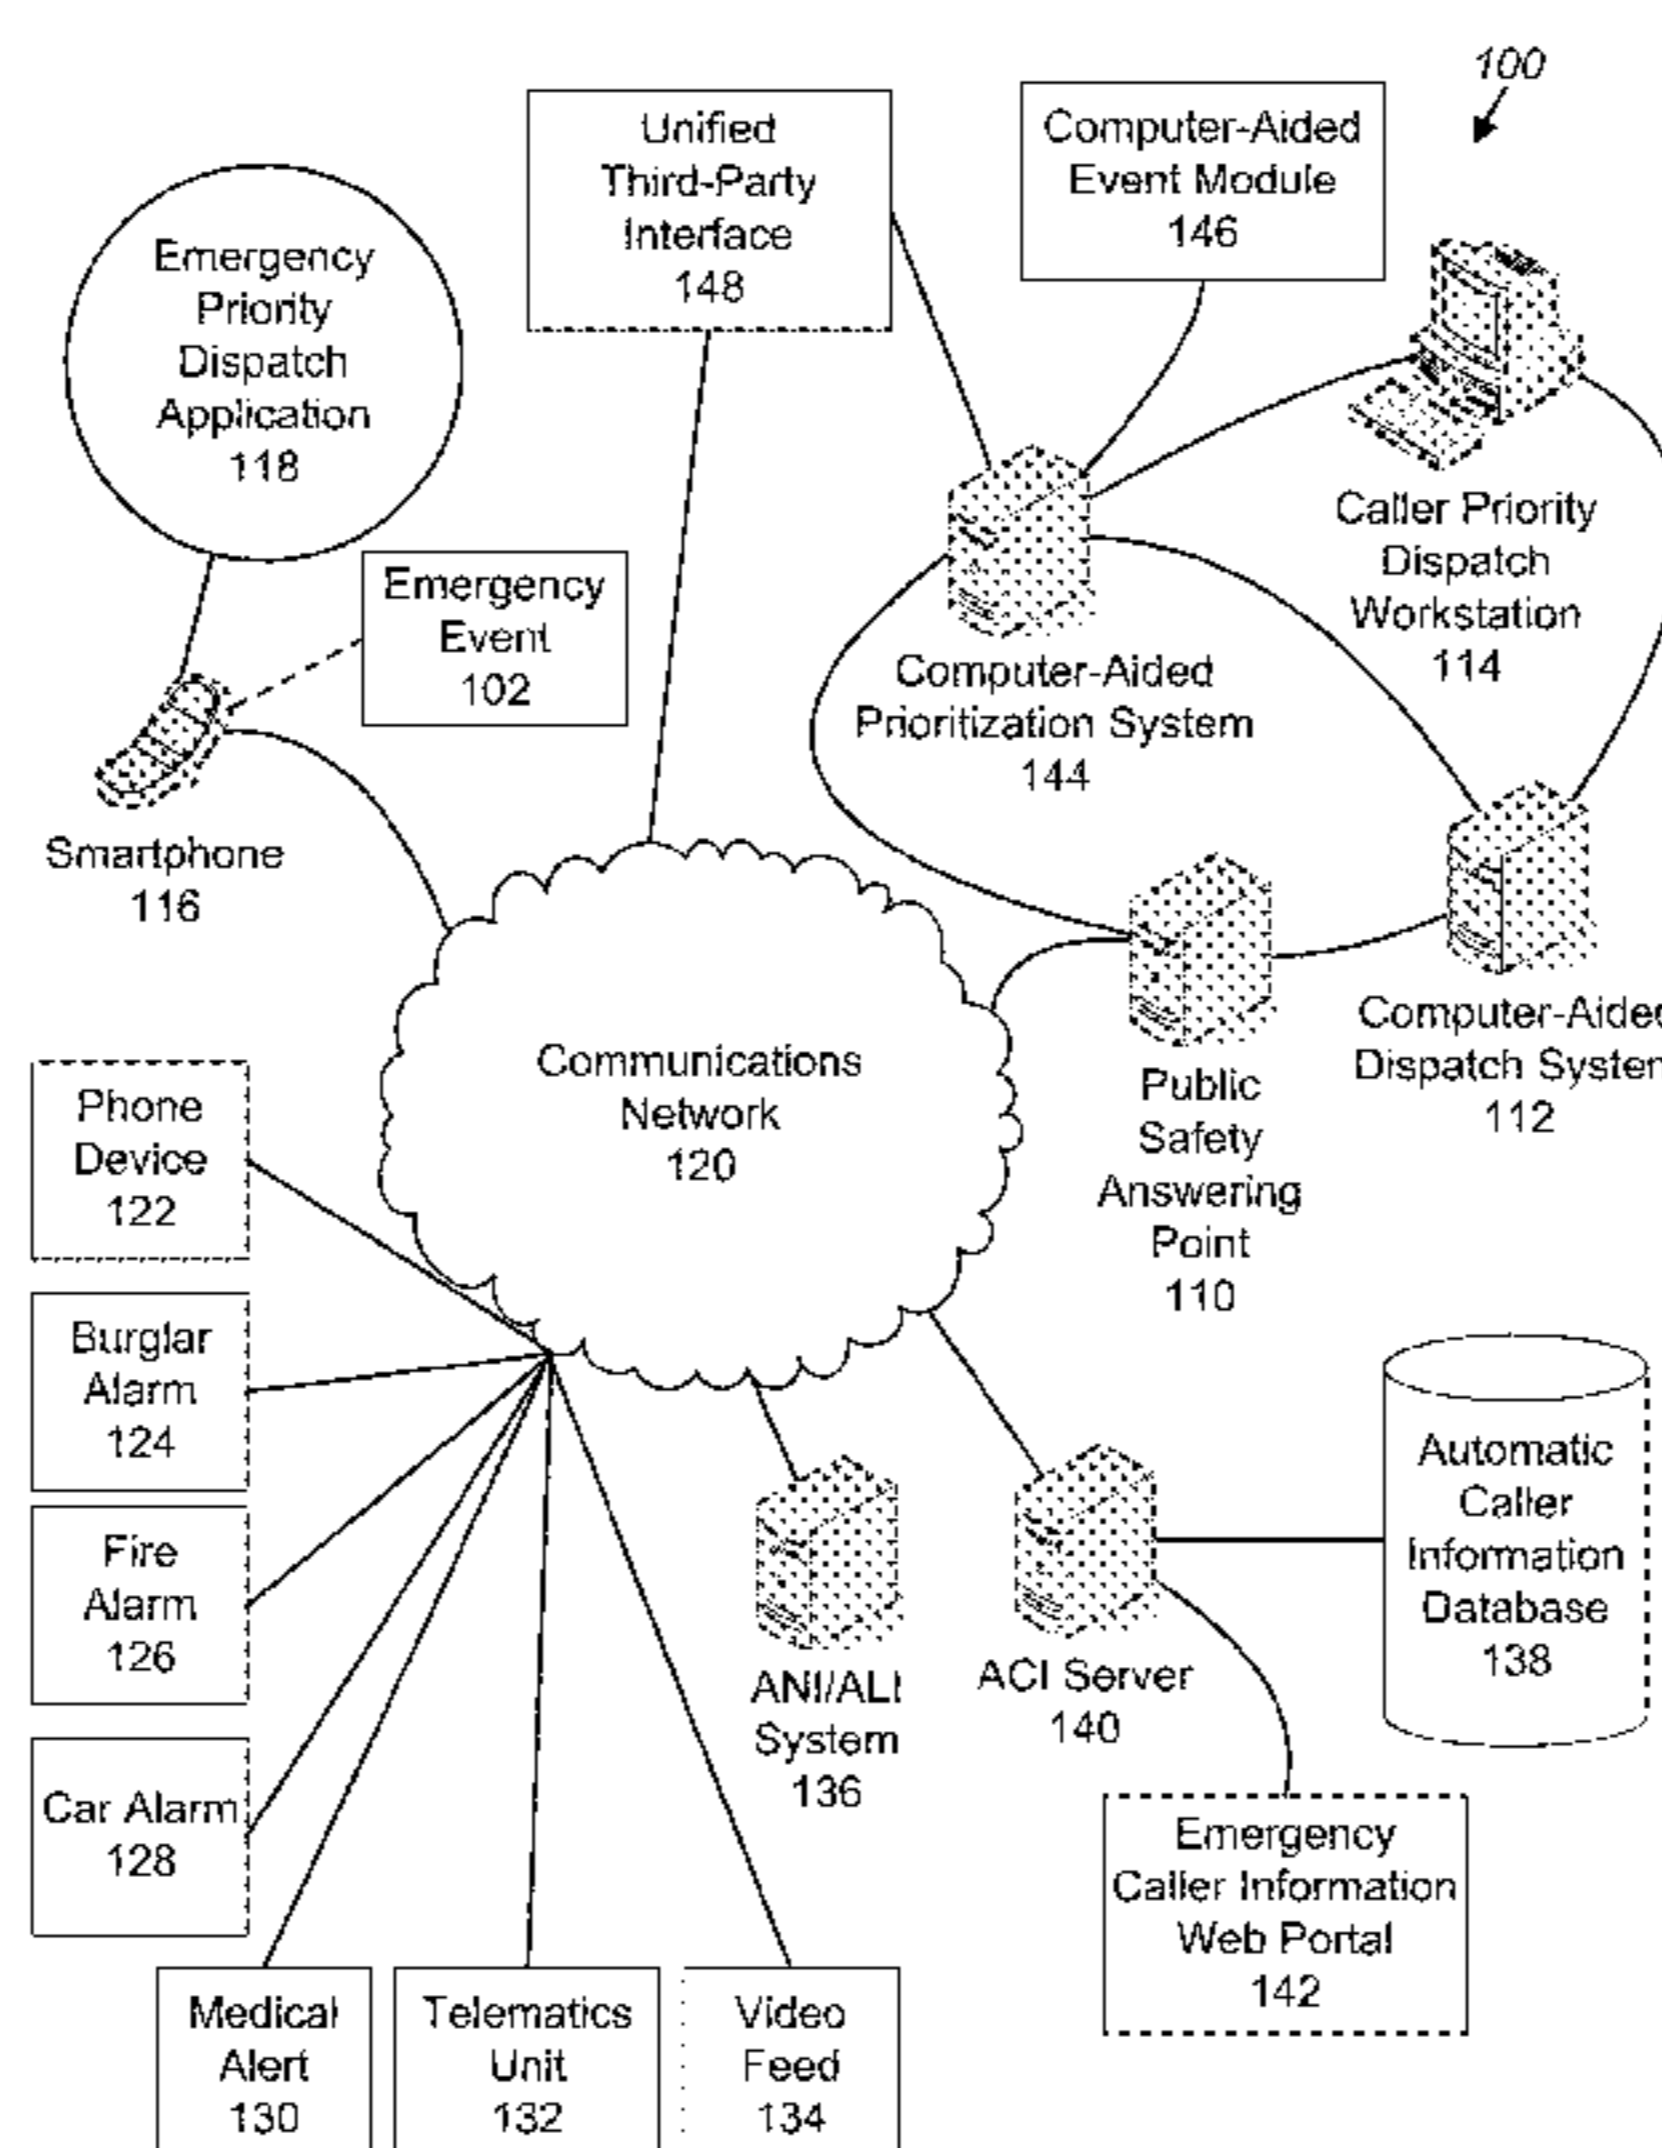 100
Unified
Third-Party
Interface
148
Computer-Aided
Event Module
146
Emergency
Priority
Dispatch
Application
118
Emergency
Event
102
Caller Priority
Dispatch
Workstation
114
Computer-Aided
Prioritization System
144
Smartphone
116
Communications
Network
120
Computer-Aided
Dispatch System
112
Public
Safety
Answering
Point
110
Phone
Device
122
Burglar
Alarm
124
Fire
Alarm
126
Car Alarm
128
Medical
Alert
130
Telematics
Unit
132
Video
Feed
134
ANI/ALI
System
136
ACI Server
140
Automatic
Caller
Information
Database
138
Emergency
Caller Information
Web Portal
142